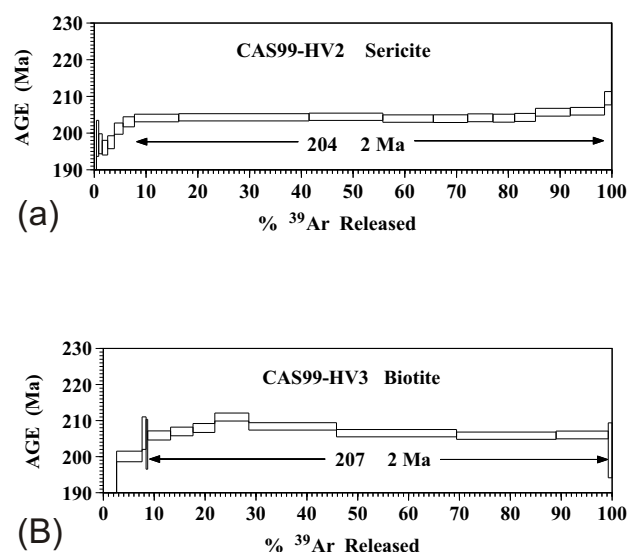 230
CAS99-HV2 Sericite
220
210
200
190
AGE (Ma)
204 2 Ma
0 10 20 30 40 50 60 70 80 90 100
(a)
% 39Ar Released
230
CAS99-HV3 Biotite
220
210
200
190
AGE (Ma)
207 2 Ma
0 10 20 30 40 50 60 70 80 90 100
(B)
% 39Ar Released